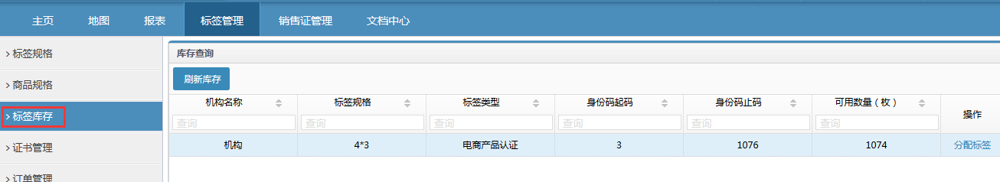 主页 地图 报表 标签管理 销售证管理 文档中心
> 标签规格
> 商品规格
> 标签库存
> 证书管理
> 订单管理
库存查询
刷新库存
机构名称 标签规格 标签类型 身份码起码 身份码止码 可用数量（枚） 操作
查询 查询 查询 查询 查询 查询
机构 4*3 电商产品认证 3 1076 1074 分配标签